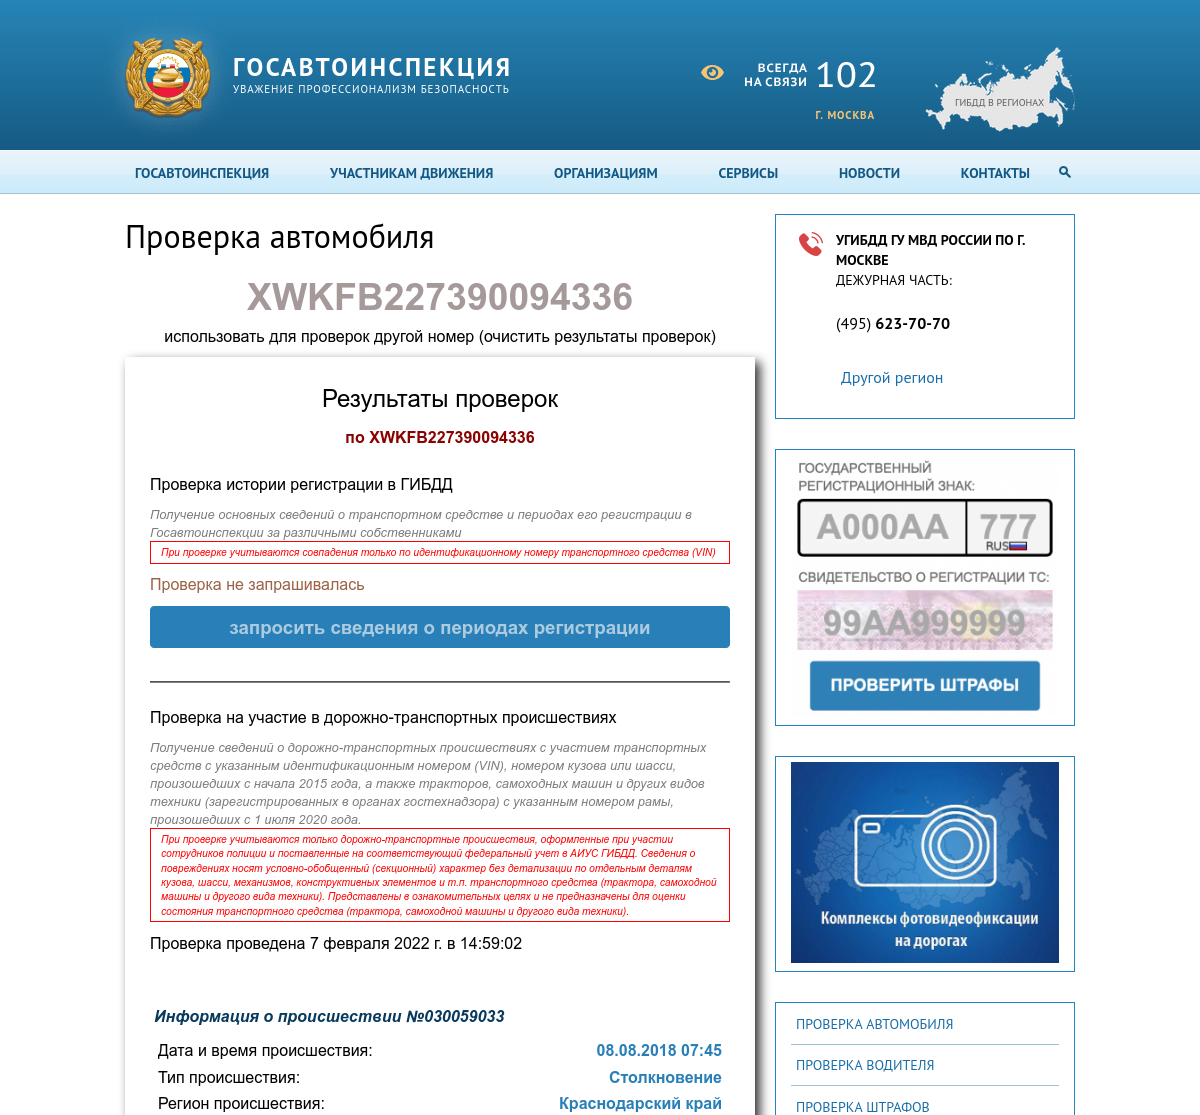 ГОСАВТОИНСПЕКЦИЯ
УВАЖЕНИЕ ПРОФЕССИОНАЛИЗМ БЕЗОПАСНОСТЬ
ВСЕГДА
НА СВЯЗИ
102
Г. МОСКВА
ГИБДД В РЕГИОНАХ
ГОСАВТОИНСПЕКЦИЯ УЧАСТНИКАМ ДВИЖЕНИЯ ОРГАНИЗАЦИЯМ СЕРВИСЫ НОВОСТИ КОНТАКТЫ
Проверка автомобиля
XWKFB227390094336
использовать для проверок другой номер (очистить результаты проверок)
Результаты проверок
по XWKFB227390094336
Проверка истории регистрации в ГИБДД
Получение основных сведений о транспортном средстве и периодах его регистрации в
Госавтоинспекции за различными собственниками
При проверке учитываются совпадения только по идентификационному номеру транспортного средства (VIN)
Проверка не запрашивалась
запросить сведения о периодах регистрации
Проверка на участие в дорожно-транспортных происшествиях
Получение сведений о дорожно-транспортных происшествиях с участием транспортных
средств с указанным идентификационным номером (VIN), номером кузова или шасси,
произошедших с начала 2015 года, а также тракторов, самоходных машин и других видов
техники (зарегистрированных в органах гостехнадзора) с указанным номером рамы,
произошедших с 1 июля 2020 года.
При проверке учитываются только дорожно-транспортные происшествия, оформленные при участии
сотрудников полиции и поставленные на соответствующий федеральный учет в АИУС ГИБДД. Сведения о
повреждениях носят условно-обобщенный (секционный) характер без детализации по отдельным деталям
кузова, шасси, механизмов, конструктивных элементов и т.п. транспортного средства (трактора, самоходной
машины и другого вида техники). Представлены в ознакомительных целях и не предназначены для оценки
состояния транспортного средства (трактора, самоходной машины и другого вида техники).
Проверка проведена 7 февраля 2022 г. в 14:59:02
Информация о происшествии №030059033
Дата и время происшествия: 08.08.2018 07:45
Тип происшествия: Столкновение
Регион происшествия: Краснодарский край
УГИБДД ГУ МВД РОССИИ ПО Г.
МОСКВЕ
ДЕЖУРНАЯ ЧАСТЬ:
(495) 623-70-70
Другой регион
ГОСУДАРСТВЕННЫЙ
РЕГИСТРАЦИОННЫЙ ЗНАК:
А000АА 777
RUS
СВИДЕТЕЛЬСТВО О РЕГИСТРАЦИИ ТС:
99АА999999
ПРОВЕРИТЬ ШТРАФЫ
Комплексы фотовидеофиксации
на дорогах
ПРОВЕРКА АВТОМОБИЛЯ
ПРОВЕРКА ВОДИТЕЛЯ
ПРОВЕРКА ШТРАФОВ